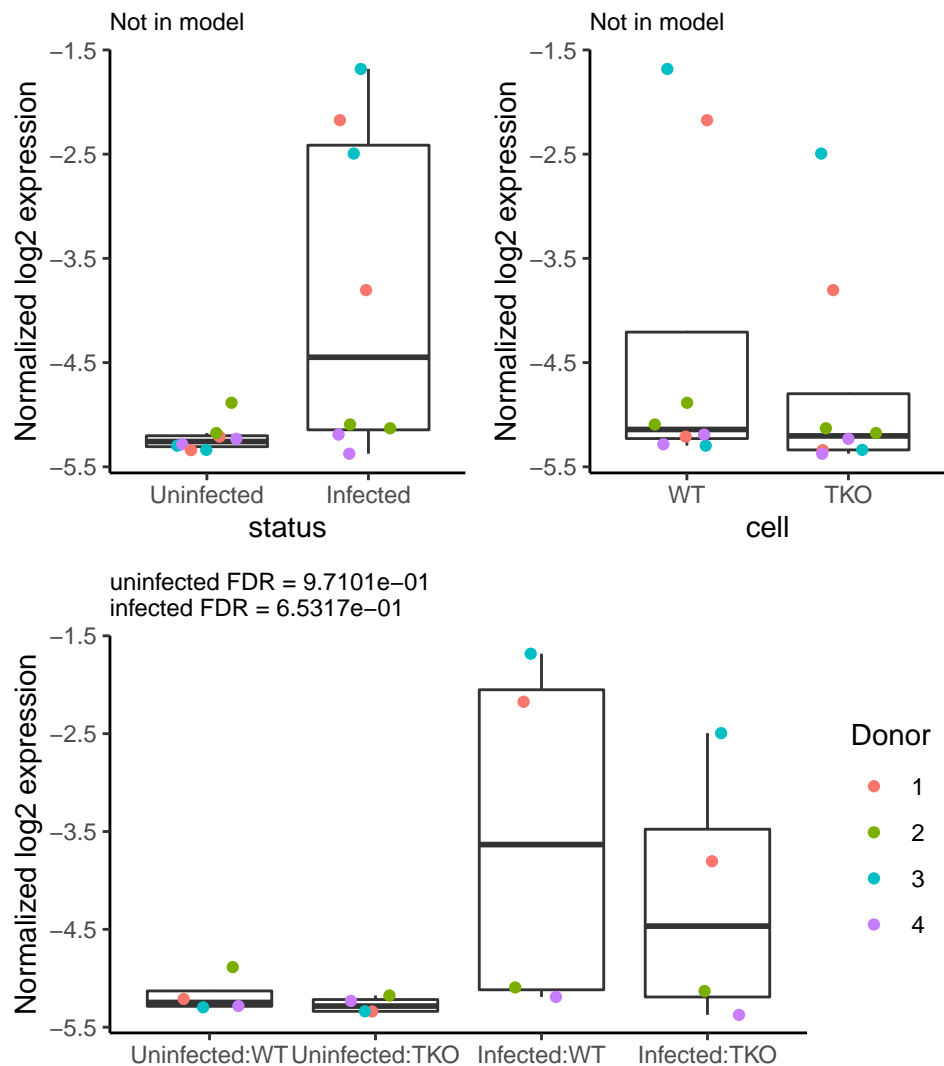 Not in model
Normalized log2 expression
−1.5
−2.5
−3.5
−4.5
−5.5
Uninfected
Infected
status
Not in model
Normalized log2 expression
−1.5
−2.5
−3.5
−4.5
−5.5
WT
TKO
cell
uninfected FDR = 9.7101e−01
infected FDR = 6.5317e−01
Normalized log2 expression
−1.5
−2.5
−3.5
−4.5
−5.5
Uninfected:WT
Uninfected:TKO
Infected:WT
Infected:TKO
Donor
1
2
3
4